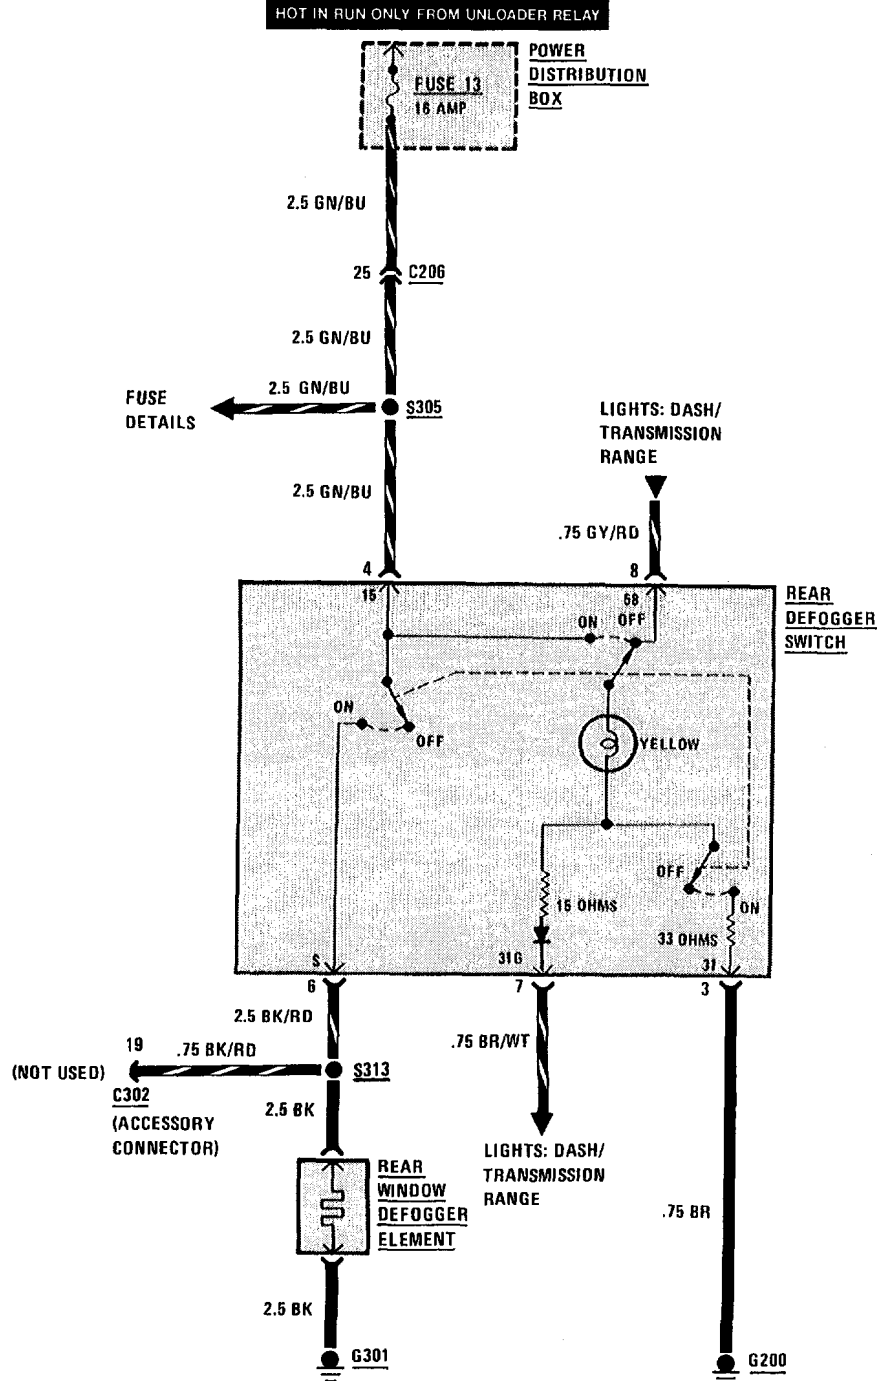 HOT IN RUN ONLY FROM UNLOADER RELAY
POWER
DISTRIBUTION
BOX
FUSE 13
16 AMP
2.5 GN/BU
25
C206
2.5 GN/BU
2.5 GN/BU
FUSE
DETAILS
S305
LIGHTS: DASH/
TRANSMISSION
RANGE
2.5 GN/BU
.75 GY/RD
4
8
15
58
REAR
DEFOGGER
SWITCH
ON
OFF
ON
OFF
YELLOW
OFF
ON
16 OHMS
33 OHMS
S
31G
31
6
7
3
2.5 BK/RD
19
.75 BK/RD
.75 BR/WT
(NOT USED)
S313
C302
(ACCESSORY
CONNECTOR)
2.5 BK
LIGHTS: DASH/
TRANSMISSION
RANGE
REAR
WINDOW
DEFOGGER
ELEMENT
.75 BR
2.5 BK
G301
G200